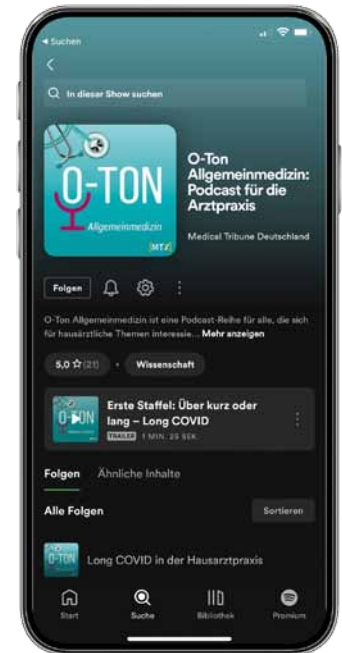 ◂ Suchen
In dieser Show suchen
O-TON
Allgemeinmedizin
[MTX]
O-Ton
Allgemeinmedizin:
Podcast für die
Arztpraxis
Medical Tribune Deutschland
Folgen
O-Ton Allgemeinmedizin ist eine Podcast-Reihe für alle, die sich
für hausärztliche Themen interessie... Mehr anzeigen
5,0 ☆ (21) • Wissenschaft
O-TON
Erste Staffel: Über kurz oder
lang – Long COVID
TRAILER 1 MIN. 25 SEK.
Folgen Ähnliche Inhalte
Alle Folgen Sortieren
O-TON
Long COVID in der Hausarztpraxis
Start Suche Bibliothek Premium